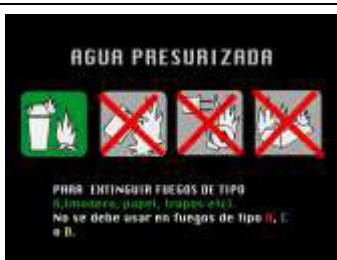 AGUA PRESURIZADA
PARA EXTINGUIR FUEGOS DE TIPO
A,(madera, papel, trapos etc).
No se debe usar en fuegos de tipo B, C
o D.